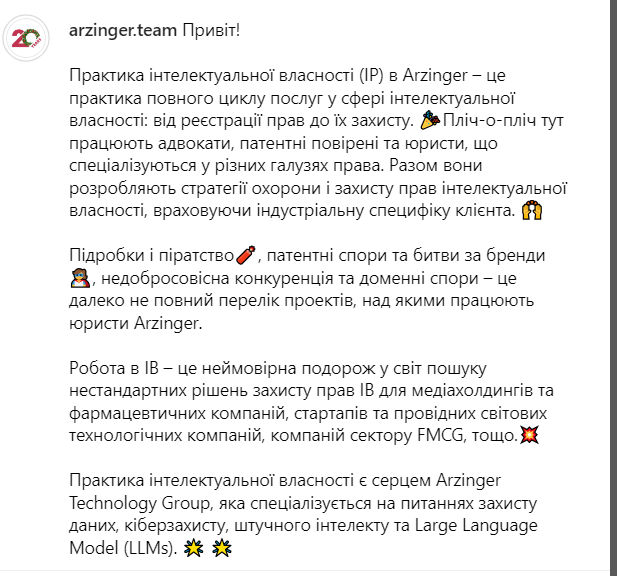 20
YEARS
arzinger.team Привіт!
Практика інтелектуальної власності (IP) в Arzinger – це
практика повного циклу послуг у сфері інтелектуальної
власності: від реєстрації прав до їх захисту. 🎉Пліч-о-пліч тут
працюють адвокати, патентні повірені та юристи, що
спеціалізуються у різних галузях права. Разом вони
розробляють стратегії охорони і захисту прав інтелектуальної
власності, враховуючи індустріальну специфіку клієнта. 🙌
Підробки і піратство🧨, патентні спори та битви за бренди
🦹, недобросовісна конкуренція та доменні спори – це
далеко не повний перелік проектів, над якими працюють
юристи Arzinger.
Робота в ІВ – це неймовірна подорож у світ пошуку
нестандартних рішень захисту прав ІВ для медіахолдингів та
фармацевтичних компаній, стартапів та провідних світових
технологічних компаній, компаній сектору FMCG, тощо.💥
Практика інтелектуальної власності є серцем Arzinger
Technology Group, яка спеціалізується на питаннях захисту
даних, кіберзахисту, штучного інтелекту та Large Language
Model (LLMs). 🌟 🌟